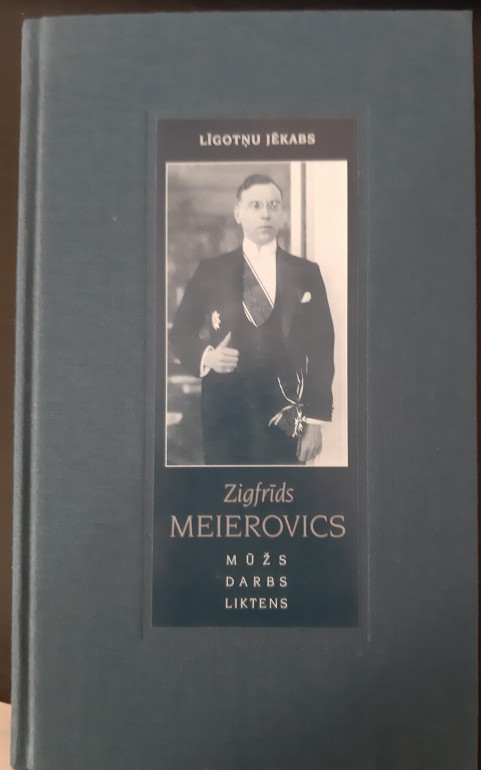 LĪGOTŅU JĒKABS
Zigfrīds
MEIEROVICS
MŪŽS
DARBS
LIKTENS